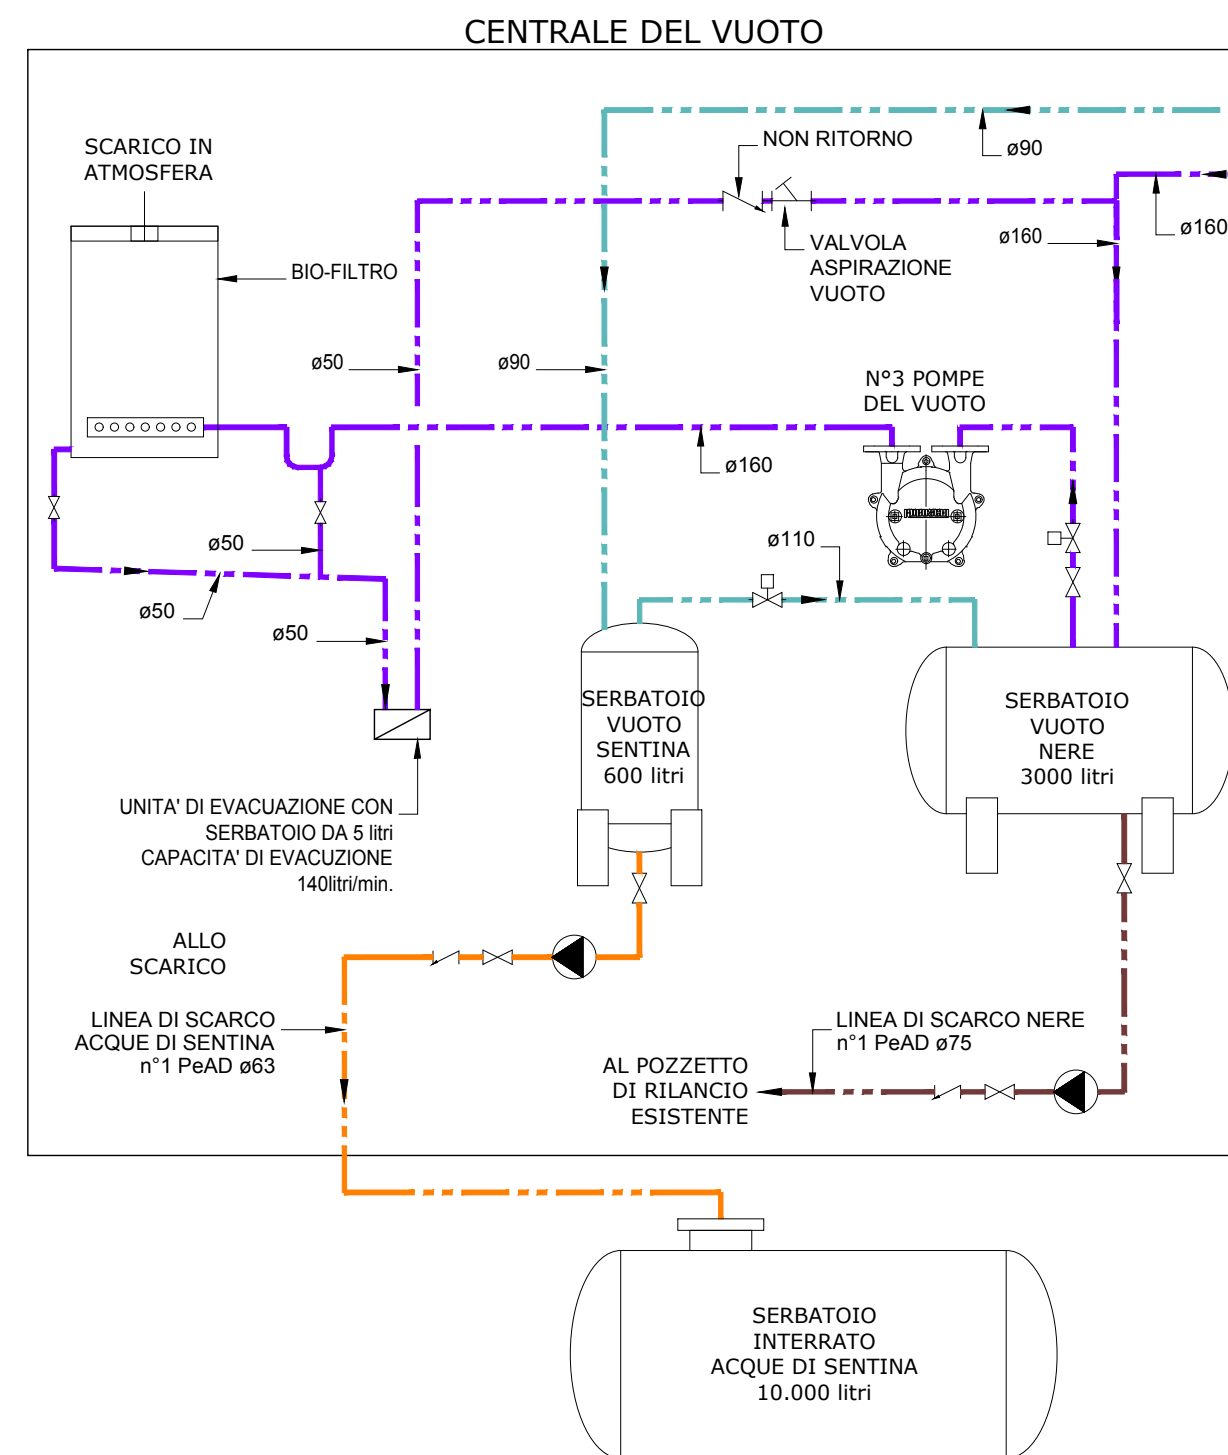 CENTRALE DEL VUOTO
SCARICO IN
ATMOSFERA
NON RITORNO
ø90
ø160
ø160
BIO-FILTRO
VALVOLA
ASPIRAZIONE
VUOTO
ø50
ø90
N°3 POMPE
DEL VUOTO
ø160
ø50
ø110
ø50
ø50
SERBATOIO
VUOTO
SENTINA
600 litri
SERBATOIO
VUOTO
NERE
3000 litri
UNITA' DI EVACUAZIONE CON
SERBATOIO DA 5 litri
CAPACITA' DI EVACUZIONE
140litri/min.
ALLO
SCARICO
LINEA DI SCARCO
ACQUE DI SENTINA
n°1 PeAD ø63
LINEA DI SCARCO NERE
n°1 PeAD ø75
AL POZZETTO
DI RILANCIO
ESISTENTE
SERBATOIO
INTERRATO
ACQUE DI SENTINA
10.000 litri